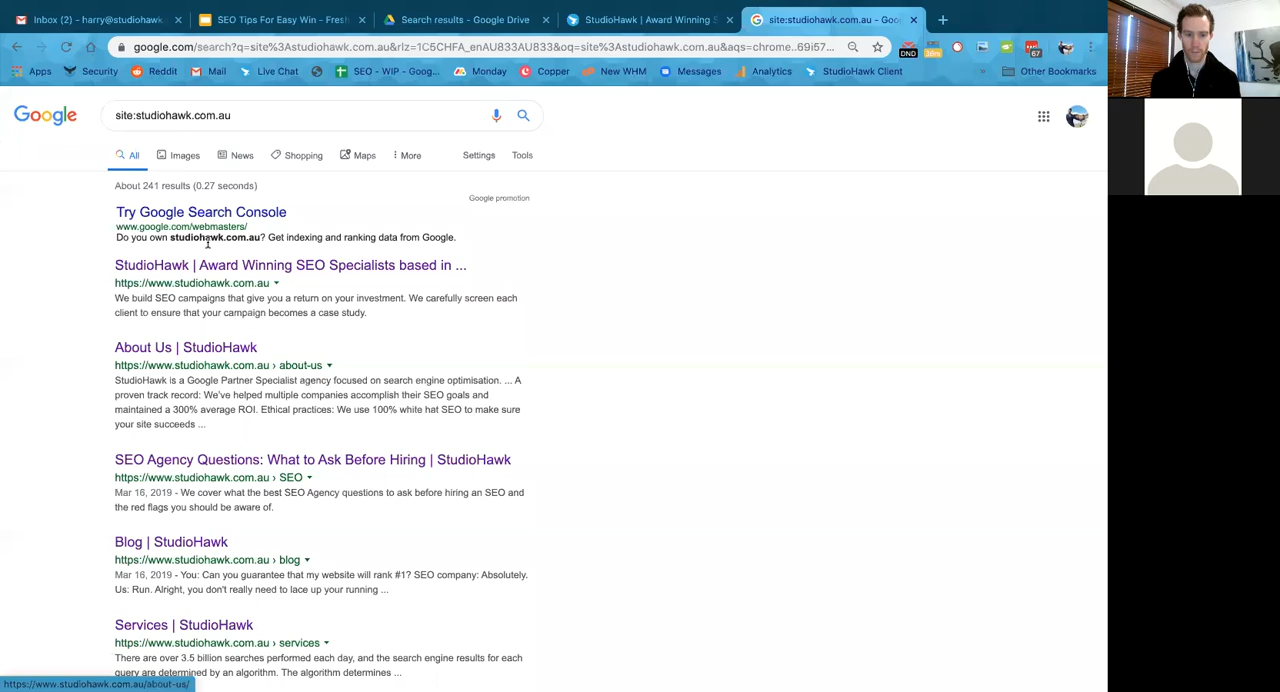 Inbox (2) - harry@studiohawk
SEO Tips For Easy Win – Fresh
Search results - Google Drive
StudioHawk | Award Winning S
site:studiohawk.com.au - Goo
google.com/search?q=site%3Astudiohawk.com.au&rlz=1C5CHFA_enAU833AU833&oq=site%3Astudiohawk.com.au&aqs=chrome..69i57...
DND
36m
67
Apps
Security
Reddit
Mail
Live Chat
SEO - WIP - Goog...
Monday
Copper
New WHM
Messages
Analytics
StudioHawk Client
»
Other Bookmarks
Google
site:studiohawk.com.au
All
Images
News
Shopping
Maps
More
Settings
Tools
About 241 results (0.27 seconds)
Google promotion
Try Google Search Console
www.google.com/webmasters/
Do you own studiohawk.com.au? Get indexing and ranking data from Google.
StudioHawk | Award Winning SEO Specialists based in ...
https://www.studiohawk.com.au
We build SEO campaigns that give you a return on your investment. We carefully screen each
client to ensure that your campaign becomes a case study.
About Us | StudioHawk
https://www.studiohawk.com.au › about-us
StudioHawk is a Google Partner Specialist agency focused on search engine optimisation. ... A
proven track record: We've helped multiple companies accomplish their SEO goals and
maintained a 300% average ROI. Ethical practices: We use 100% white hat SEO to make sure
your site succeeds ...
SEO Agency Questions: What to Ask Before Hiring | StudioHawk
https://www.studiohawk.com.au › SEO
Mar 16, 2019 - We cover what the best SEO Agency questions to ask before hiring an SEO and
the red flags you should be aware of.
Blog | StudioHawk
https://www.studiohawk.com.au › blog
Mar 16, 2019 - You: Can you guarantee that my website will rank #1? SEO company: Absolutely.
Us: Run. Alright, you don't really need to lace up your running ...
Services | StudioHawk
https://www.studiohawk.com.au › services
There are over 3.5 billion searches performed each day, and the search engine results for each
query are determined by an algorithm. The algorithm determines ...
https://www.studiohawk.com.au/about-us/